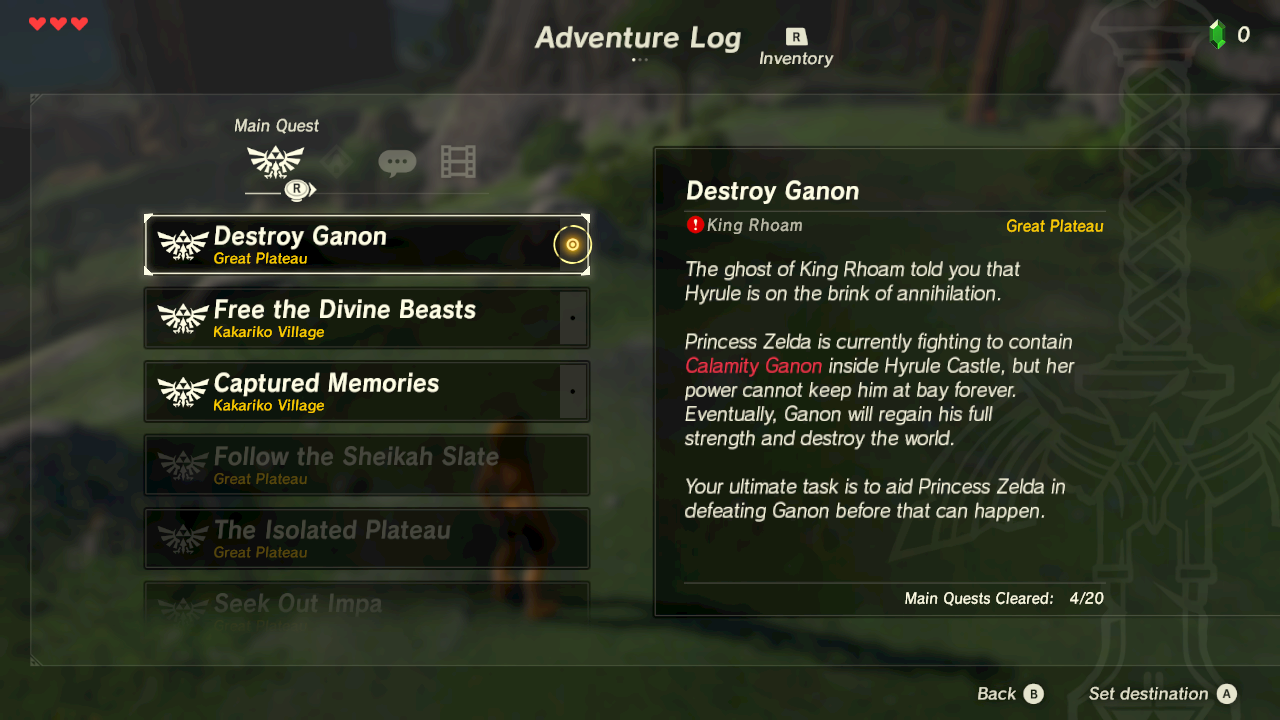 Adventure Log
R
Inventory
0
Main Quest
R
Destroy Ganon
Great Plateau
Free the Divine Beasts
Kakariko Village
Captured Memories
Kakariko Village
Follow the Sheikah Slate
Great Plateau
The Isolated Plateau
Great Plateau
Seek Out Impa
Great Plateau
Destroy Ganon
! King Rhoam
Great Plateau
The ghost of King Rhoam told you that
Hyrule is on the brink of annihilation.
Princess Zelda is currently fighting to contain
Calamity Ganon inside Hyrule Castle, but her
power cannot keep him at bay forever.
Eventually, Ganon will regain his full
strength and destroy the world.
Your ultimate task is to aid Princess Zelda in
defeating Ganon before that can happen.
Main Quests Cleared: 4/20
Back B
Set destination A